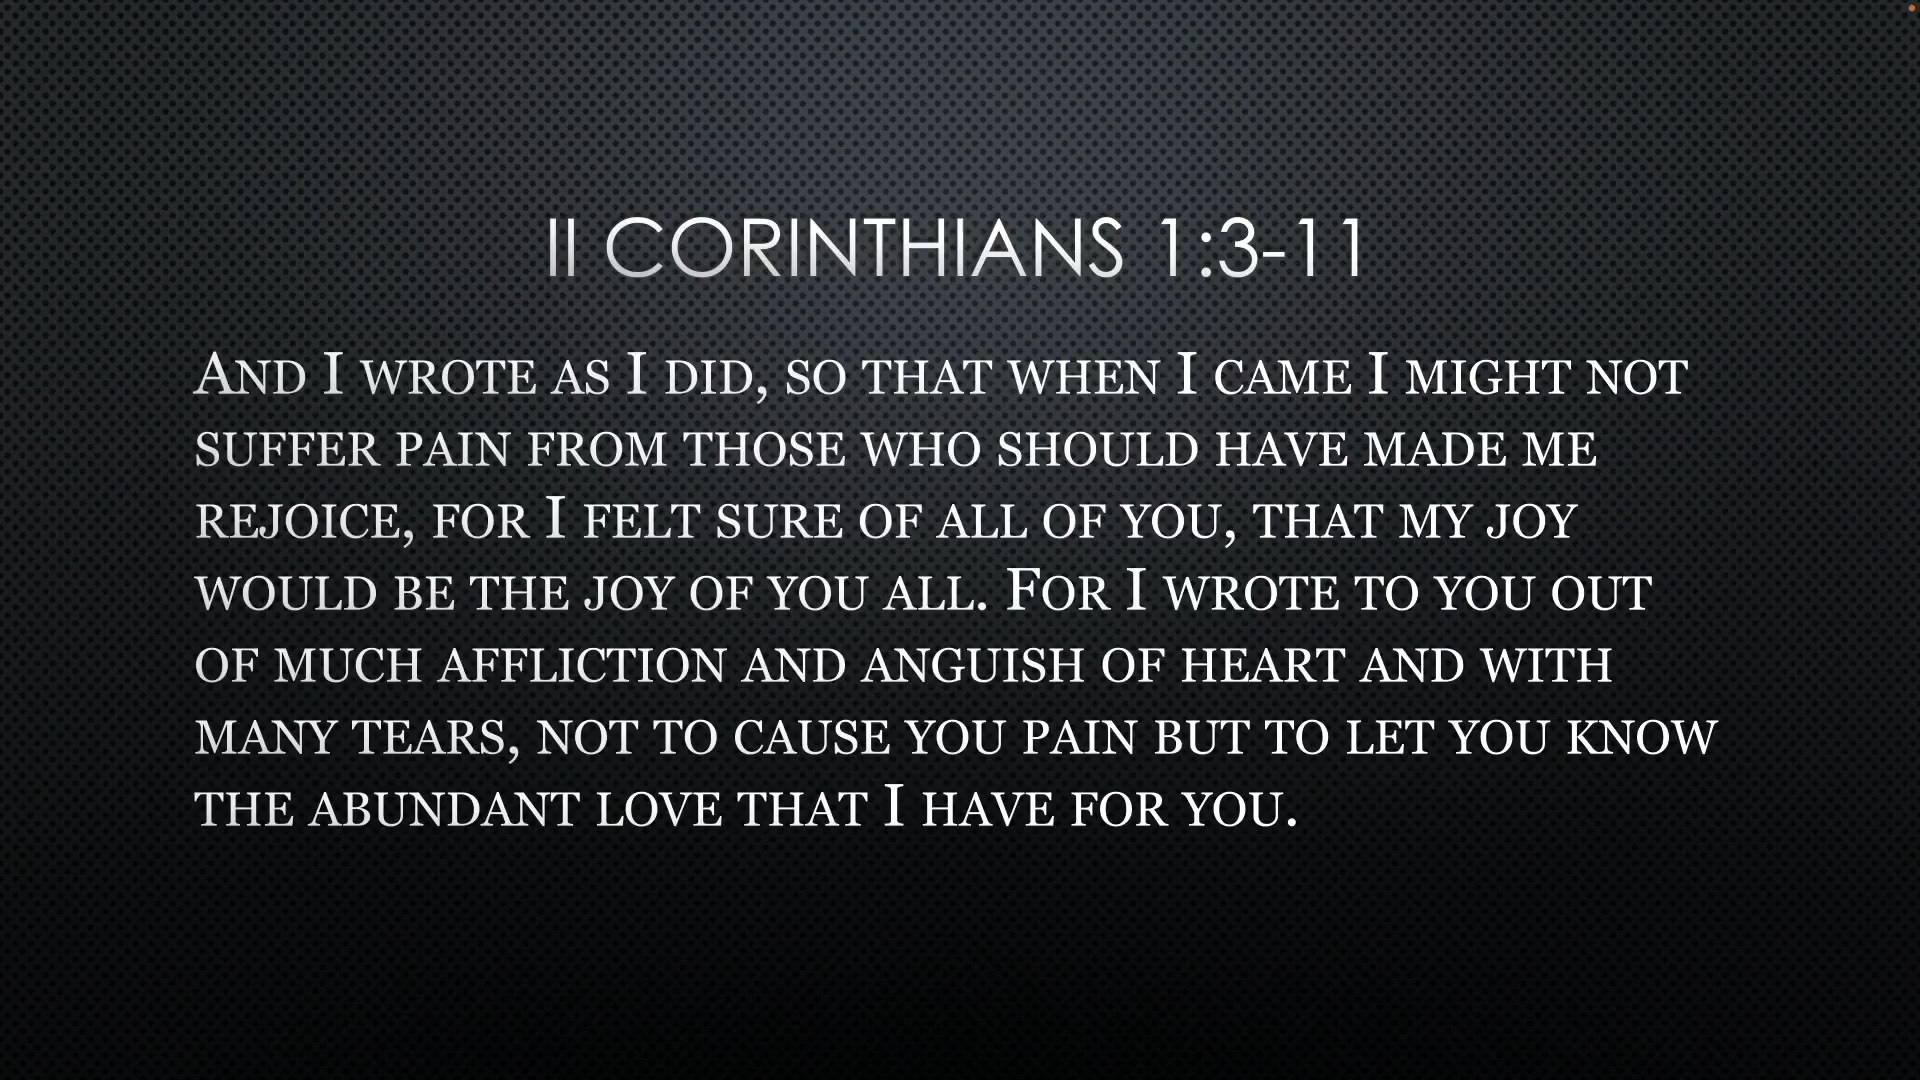 II CORINTHIANS 1:3-11
And I wrote as I did, so that when I came I might not
suffer pain from those who should have made me
rejoice, for I felt sure of all of you, that my joy
would be the joy of you all. For I wrote to you out
of much affliction and anguish of heart and with
many tears, not to cause you pain but to let you know
the abundant love that I have for you.